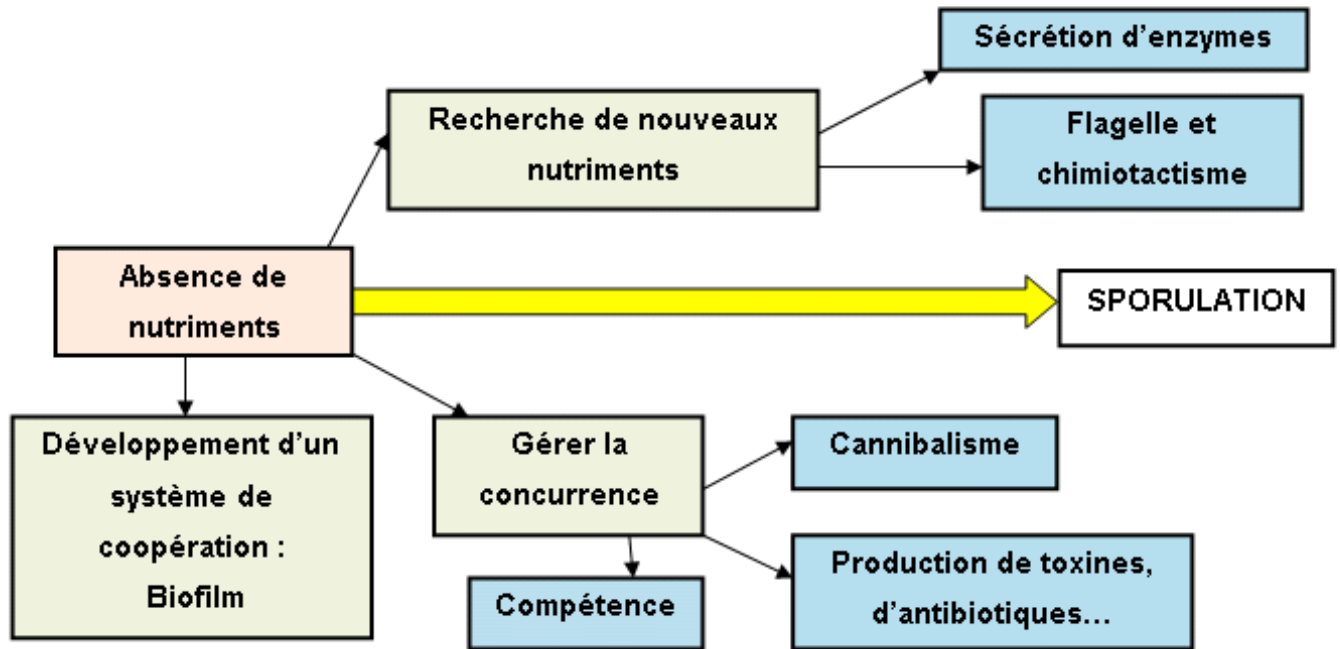 Sécrétion d'enzymes
Recherche de nouveaux
nutriments
Flagelle et
chimiotactisme
Absence de
nutriments
SPORULATION
Développement d'un
système de
coopération :
Biofilm
Gérer la
concurrence
Cannibalisme
Compétence
Production de toxines,
d'antibiotiques…